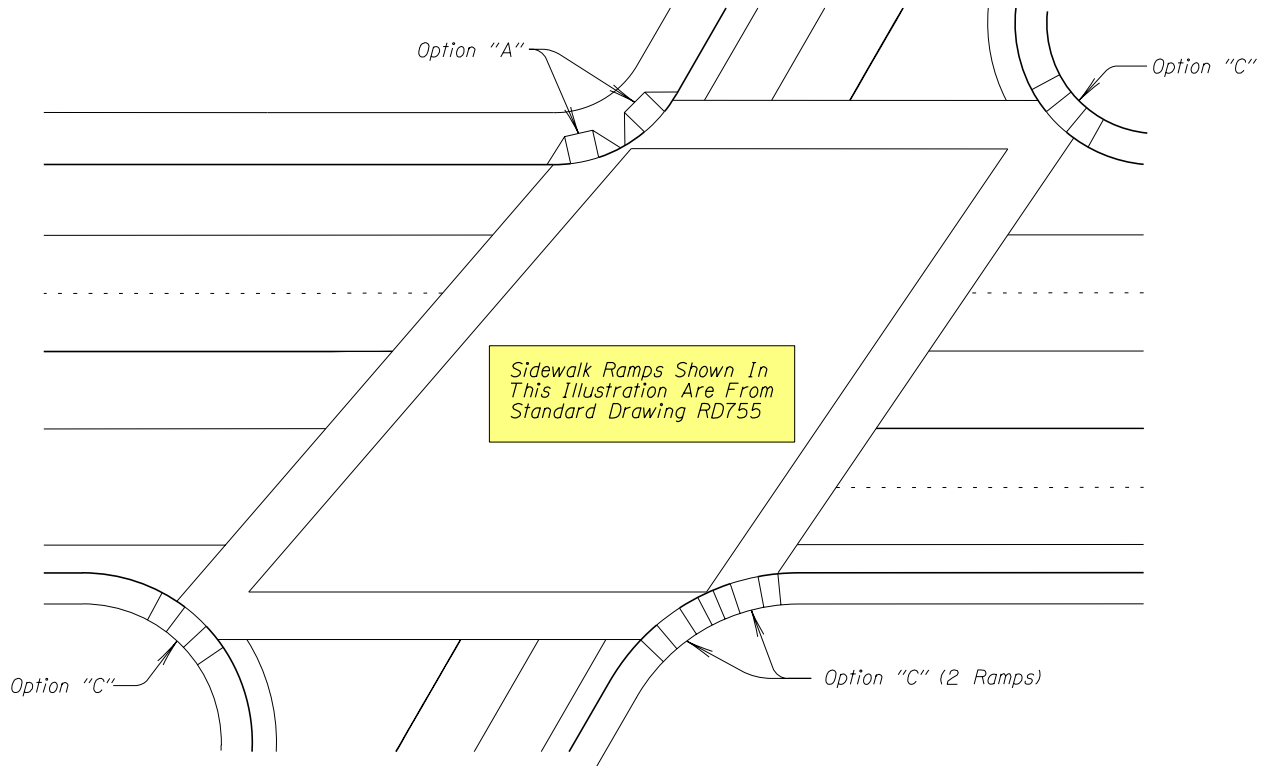 Option "A"
Option "C"
Sidewalk Ramps Shown In
This Illustration Are From
Standard Drawing RD755
Option "C"
Option "C" (2 Ramps)